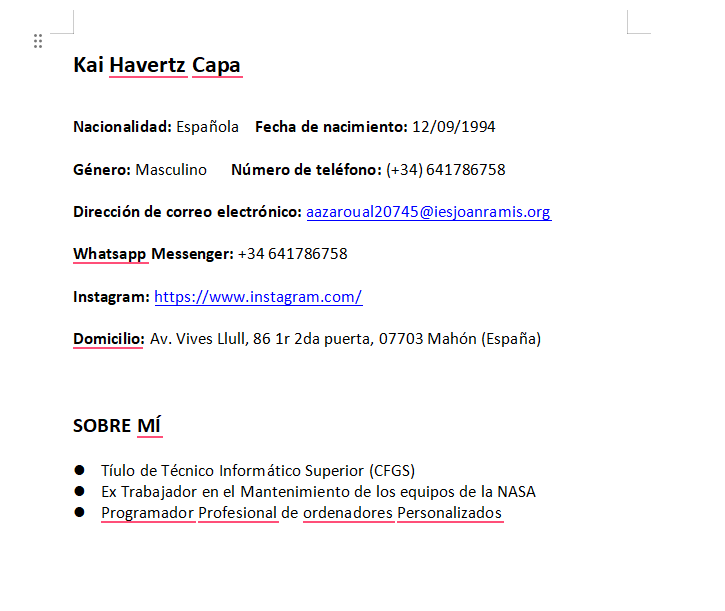 Kai Havertz Capa
Nacionalidad: Española Fecha de nacimiento: 12/09/1994
Género: Masculino Número de teléfono: (+34) 641786758
Dirección de correo electrónico: aazaroual20745@iesjoanramis.org
Whatsapp Messenger: +34 641786758
Instagram: https://www.instagram.com/
Domicilio: Av. Vives Llull, 86 1r 2da puerta, 07703 Mahón (España)
SOBRE MÍ
● Tíulo de Técnico Informático Superior (CFGS)
● Ex Trabajador en el Mantenimiento de los equipos de la NASA
● Programador Profesional de ordenadores Personalizados